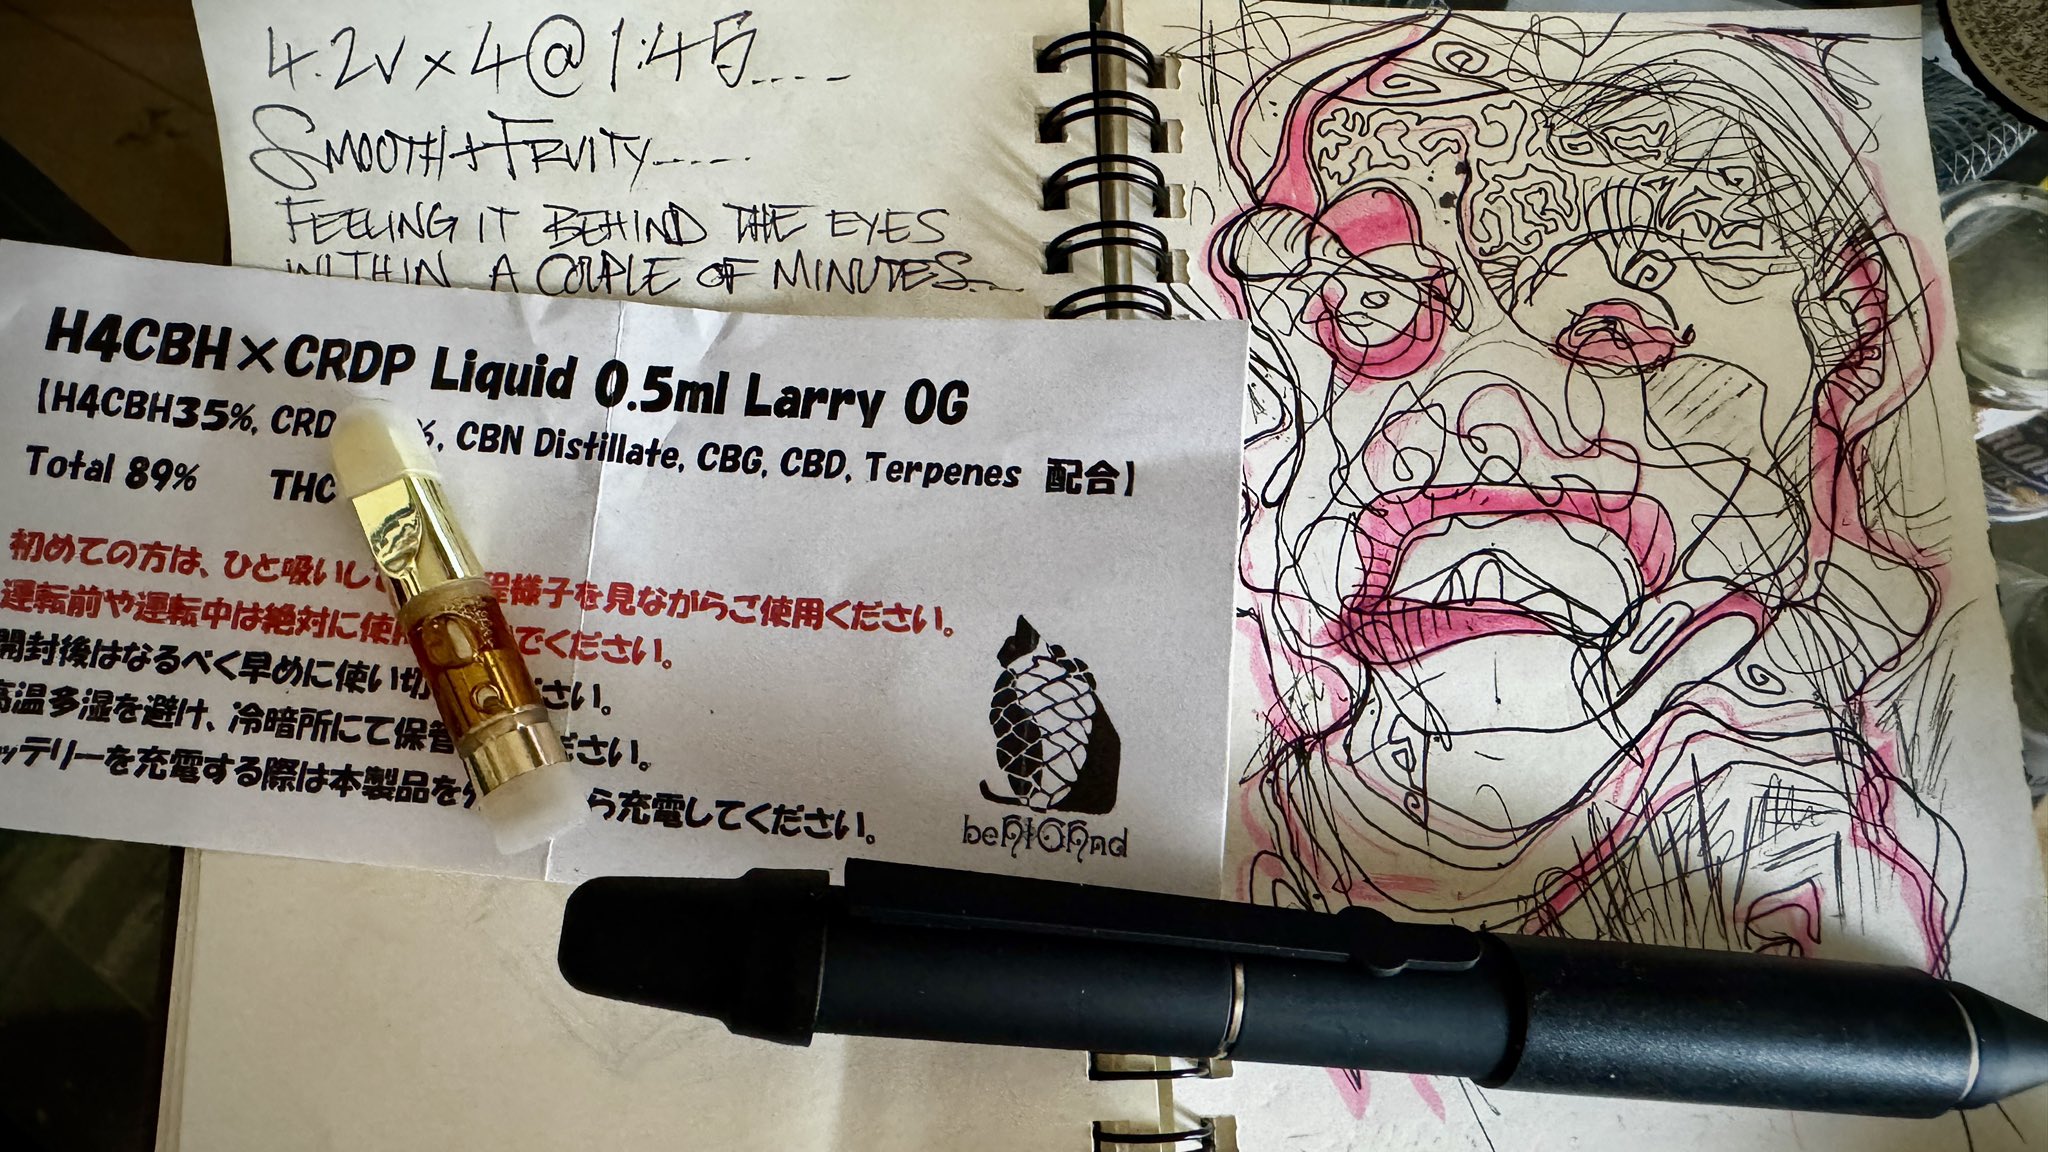 4.2V x 4 @ 1:45.....
SMOOTH + FRUITY......
FEELING IT BEHIND THE EYES
WITHIN A COUPLE OF MINUTES...
H4CBH×CRDP Liquid 0.5ml Larry OG
【H4CBH35%, CRD %, CBN Distillate, CBG, CBD, Terpenes 配合】
Total 89% THC
初めての方は、ひと吸いし 様子を見ながらご使用ください。
運転前や運転中は絶対に使用 でください。
開封後はなるべく早めに使い切 ださい。
高温多湿を避け、冷暗所にて保管 ださい。
ッテリーを充電する際は本製品を から充電してください。